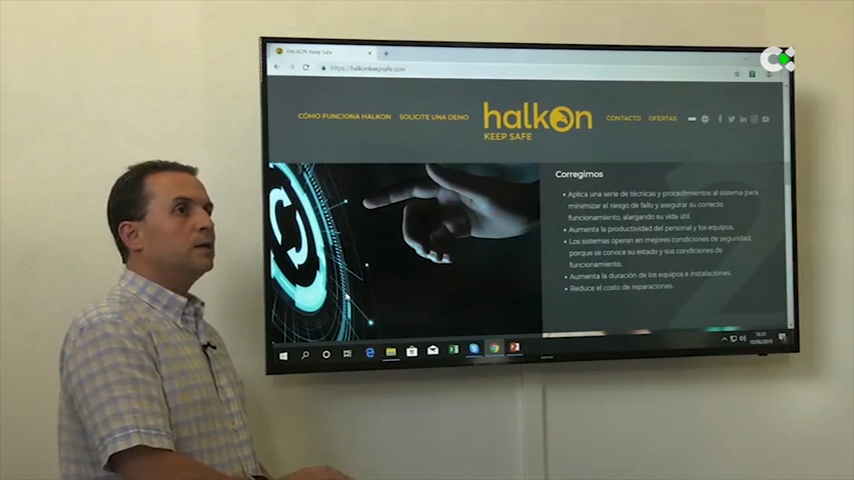 HALKON Keep Safe
https://halkonkeepsafe.com
CÓMO FUNCIONA HALKON
SOLICITE UNA DEMO
halkon
KEEP SAFE
CONTACTO
OFERTAS
Corregimos
Aplica una serie de técnicas y procedimientos al sistema para
minimizar el riesgo de fallo y asegurar su correcto
funcionamiento, alargando su vida útil.
Aumenta la productividad del personal y los equipos.
Los sistemas operan en mejores condiciones de seguridad,
porque se conoce su estado y sus condiciones de
funcionamiento.
Aumenta la duración de los equipos e instalaciones.
Reduce el costo de reparaciones.